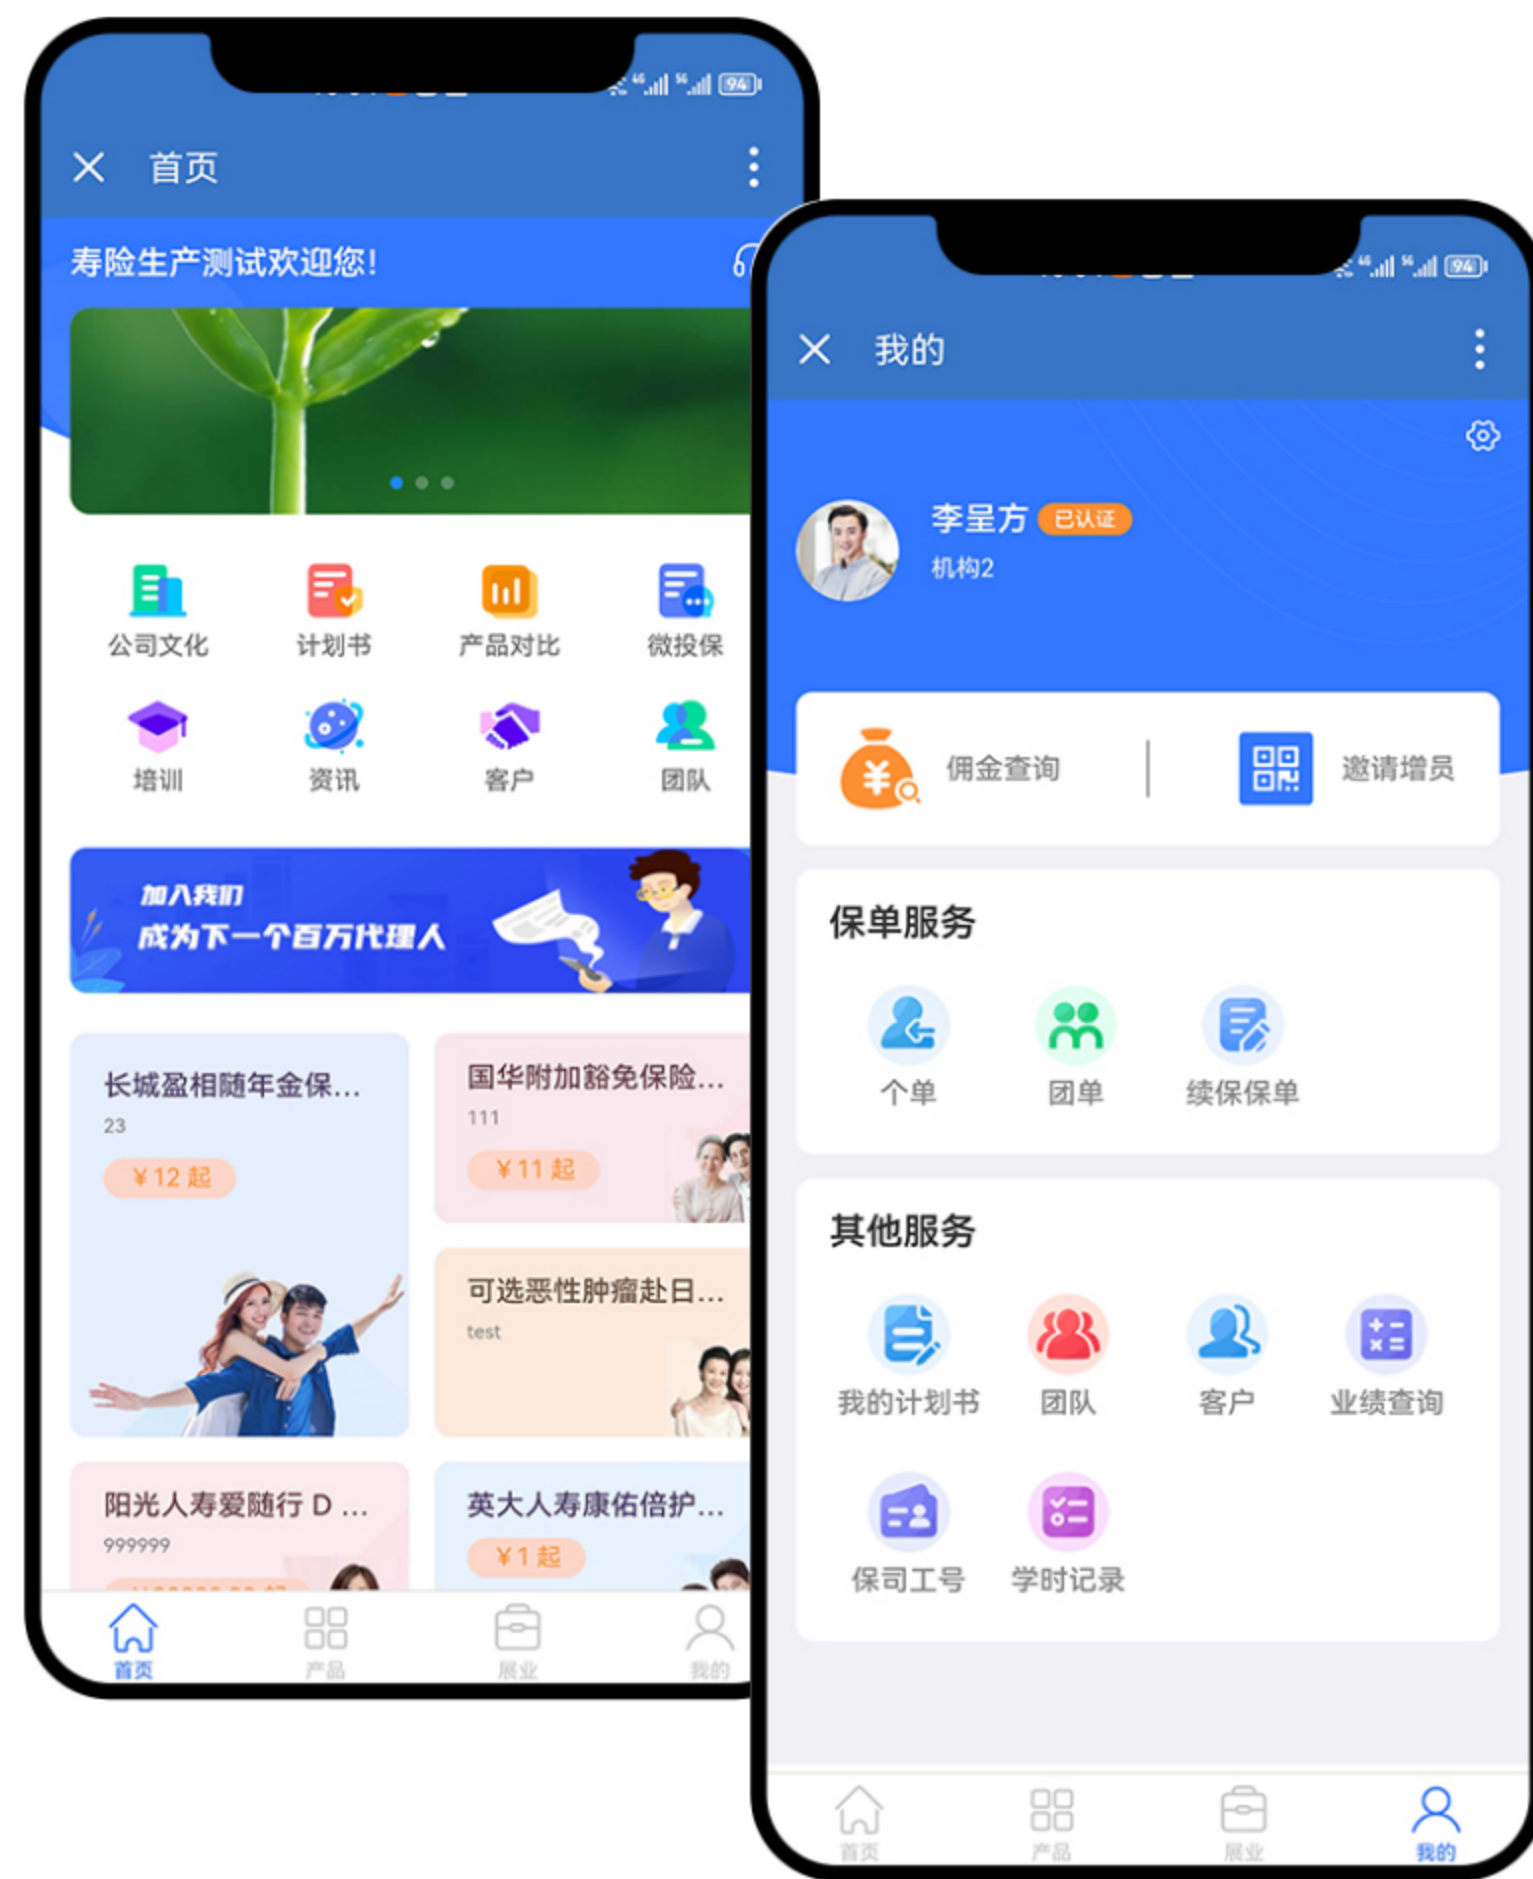 4G 5G 94
首页
寿险生产测试欢迎您!
公司文化 计划书 产品对比 微投保
培训 资讯 客户 团队
加入我们
成为下一个百万代理人
长城盈相随年金保...
23
¥12 起
国华附加豁免保险...
111
¥11 起
可选恶性肿瘤赴日...
test
阳光人寿爱随行 D ...
999999
英大人寿康佑倍护...
¥1 起
首页 产品 展业 我的
4G 5G 94
我的
李呈方 已认证
机构2
佣金查询 邀请增员
保单服务
个单 团单 续保保单
其他服务
我的计划书 团队 客户 业绩查询
保司工号 学时记录
首页 产品 展业 我的